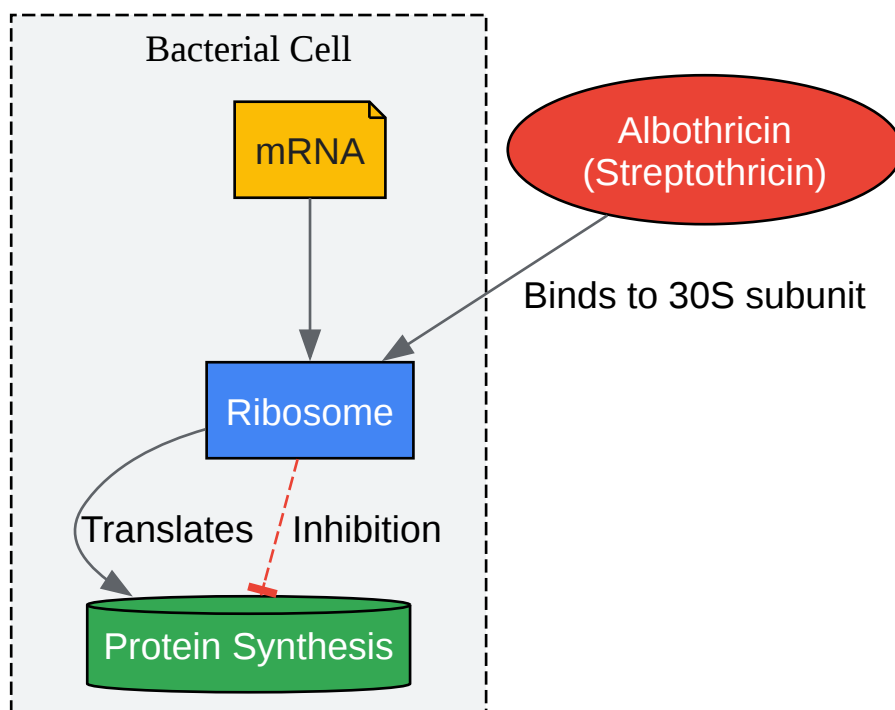 Bacterial Cell
mRNA
Albothricin
(Streptothricin)
Binds to 30S subunit
Ribosome
Translates
Inhibition
Protein Synthesis